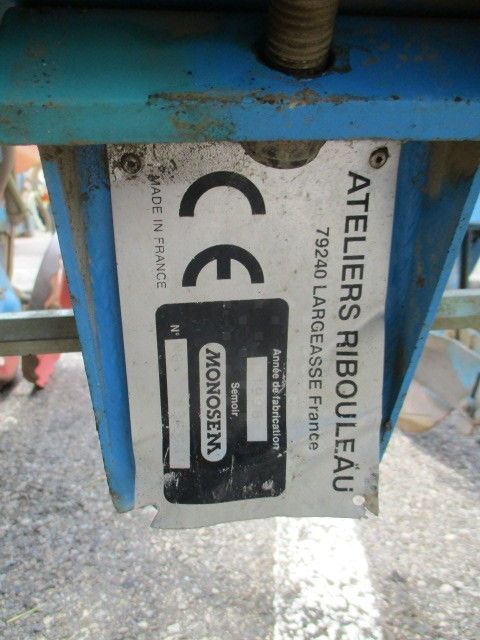 ATELIERS RIBOULEAU
79240 LARGEASSE France
CE
Année de fabrication
Semoir
MONOSEM
N°
MADE IN FRANCE